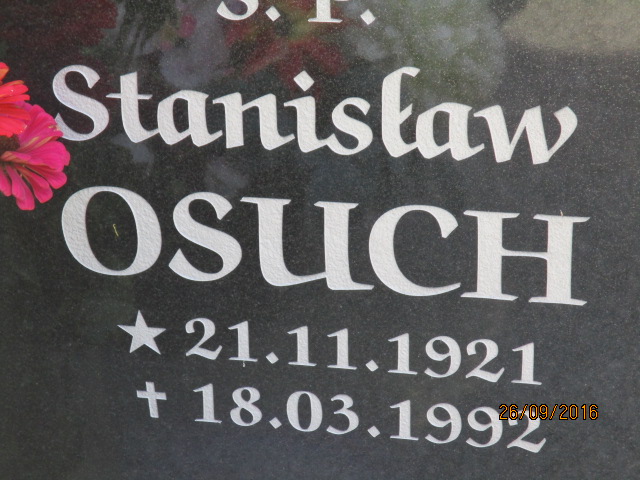 Ś. P.
Stanisław
OSUCH
★ 21.11.1921
✝ 18.03.1992
26/09/2016